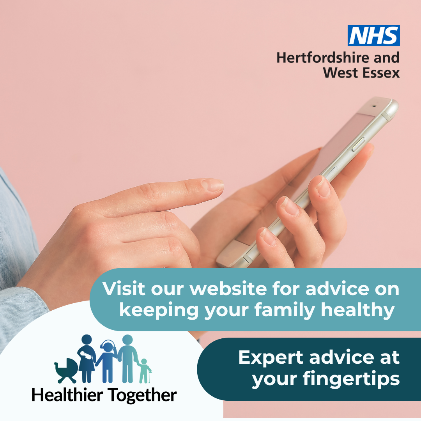 NHS
Hertfordshire and
West Essex
Visit our website for advice on
keeping your family healthy
Expert advice at
your fingertips
Healthier Together